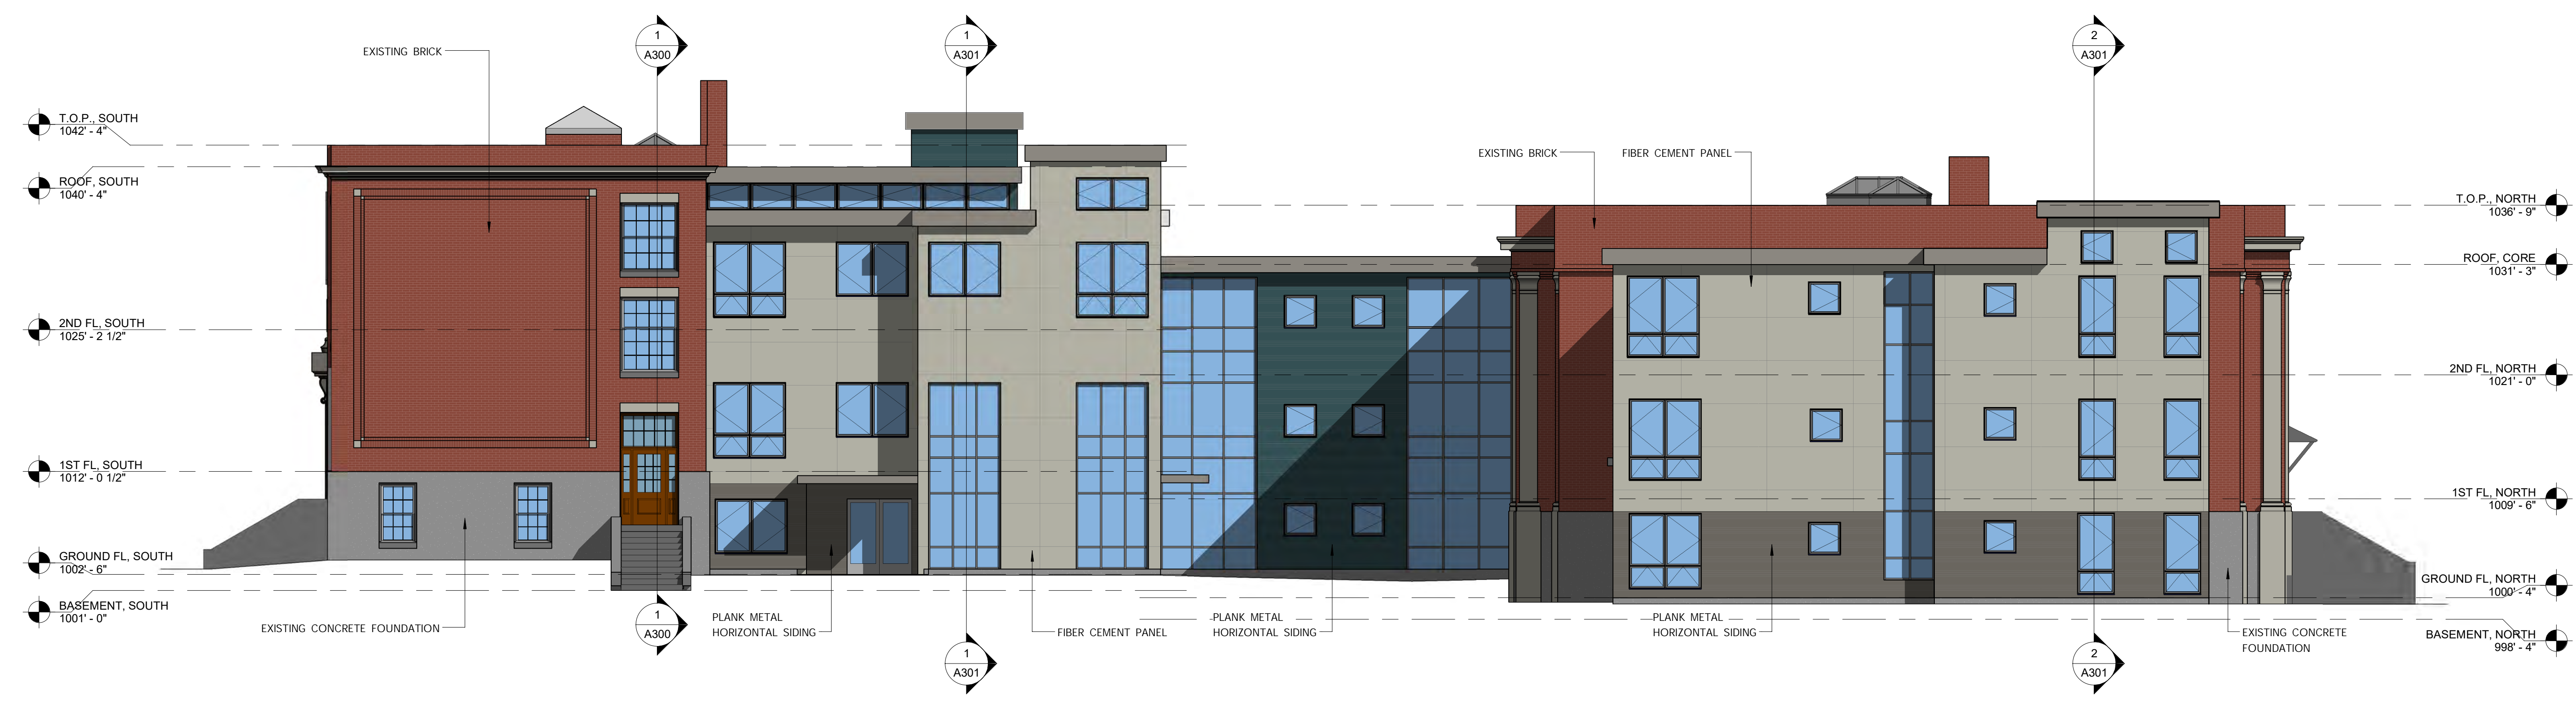 1
A300
1
A301
2
A301
EXISTING BRICK
T.O.P., SOUTH
1042' - 4"
ROOF, SOUTH
1040' - 4"
2ND FL, SOUTH
1025' - 2 1/2"
1ST FL, SOUTH
1012' - 0 1/2"
GROUND FL, SOUTH
1002' - 6"
BASEMENT, SOUTH
1001' - 0"
EXISTING BRICK
FIBER CEMENT PANEL
T.O.P., NORTH
1036' - 9"
ROOF, CORE
1031' - 3"
2ND FL, NORTH
1021' - 0"
1ST FL, NORTH
1009' - 6"
GROUND FL, NORTH
1000' - 4"
BASEMENT, NORTH
998' - 4"
EXISTING CONCRETE FOUNDATION
1
A300
PLANK METAL
HORIZONTAL SIDING
1
A301
FIBER CEMENT PANEL
PLANK METAL
HORIZONTAL SIDING
PLANK METAL
HORIZONTAL SIDING
2
A301
EXISTING CONCRETE
FOUNDATION